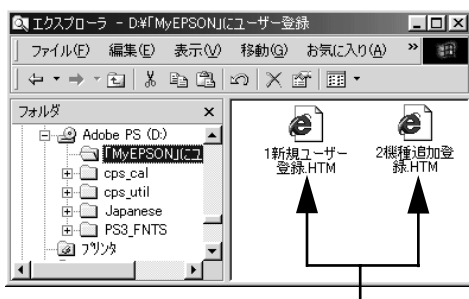 エクスプローラ － D:¥｢MyEPSON｣にユーザー登録
ファイル(F) 編集(E) 表示(V) 移動(G) お気に入り(A) »
フォルダ ×
Adobe PS (D:)
｢MyEPSON｣(にユ
cps_cal
cps_util
Japanese
PS3_FNTS
プリンタ
1新規ユーザー
登録.HTM
2機種追加登
録.HTM